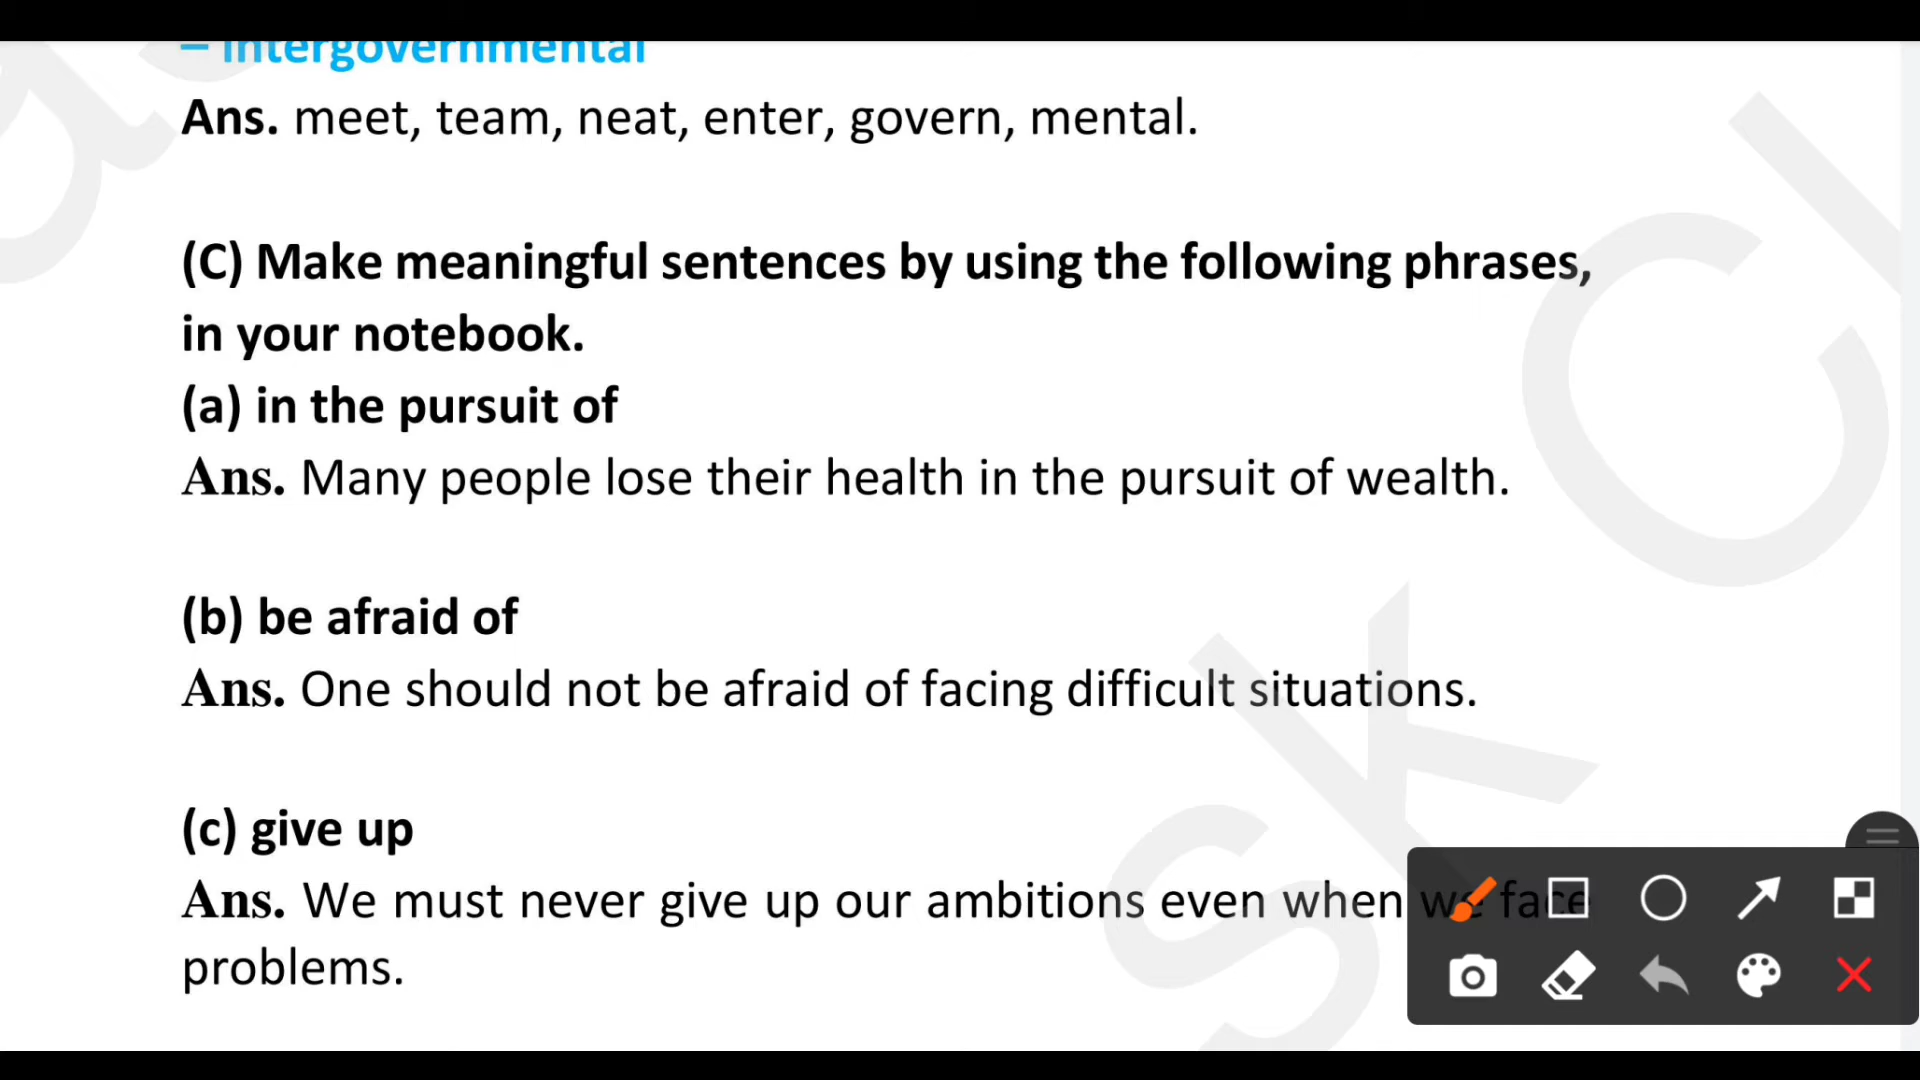 – intergovernmental
Ans. meet, team, neat, enter, govern, mental.
(C) Make meaningful sentences by using the following phrases,
in your notebook.
(a) in the pursuit of
Ans. Many people lose their health in the pursuit of wealth.
(b) be afraid of
Ans. One should not be afraid of facing difficult situations.
(c) give up
Ans. We must never give up our ambitions even when we face
problems.